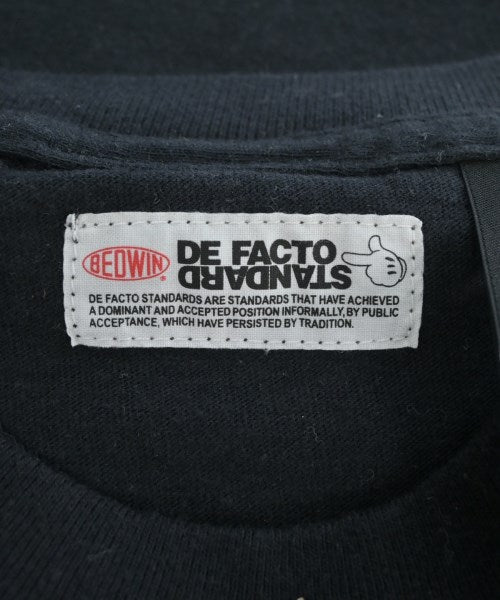 BEDWIN ®
DE FACTO
STANDARD
DE FACTO STANDARDS ARE STANDARDS THAT HAVE ACHIEVED
A DOMINANT AND ACCEPTED POSITION INFORMALLY, BY PUBLIC
ACCEPTANCE, WHICH HAVE PERSISTED BY TRADITION.